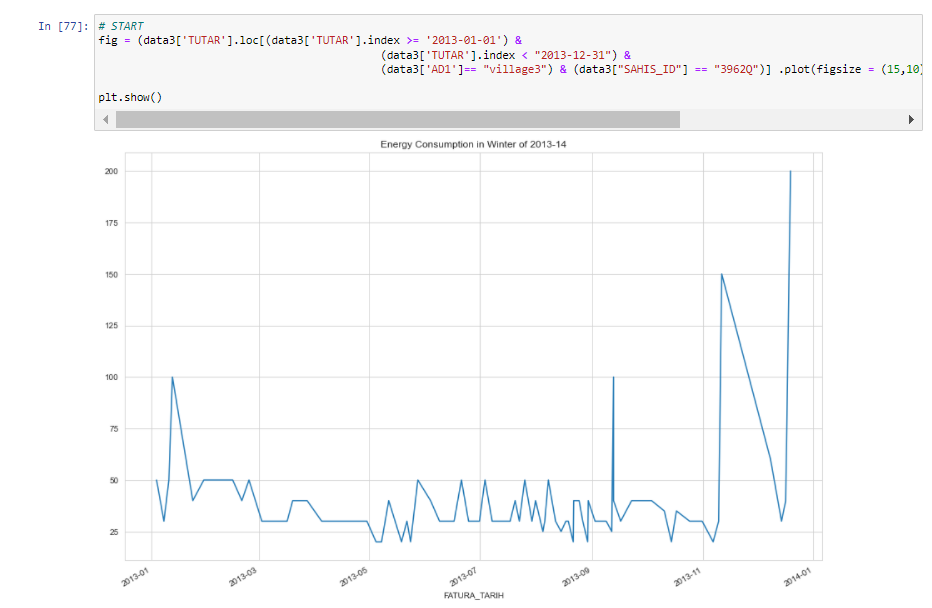 In [77]: # START
fig = (data3['TUTAR'].loc[(data3['TUTAR'].index >= '2013-01-01') &
(data3['TUTAR'].index < "2013-12-31") &
(data3['AD1']== "village3") & (data3["SAHIS_ID"] == "3962Q")] .plot(figsize = (15,10
plt.show()
Energy Consumption in Winter of 2013-14
200
175
150
125
100
75
50
25
2013-01
2013-03
2013-05
2013-07
2013-09
2013-11
2014-01
FATURA_TARIH